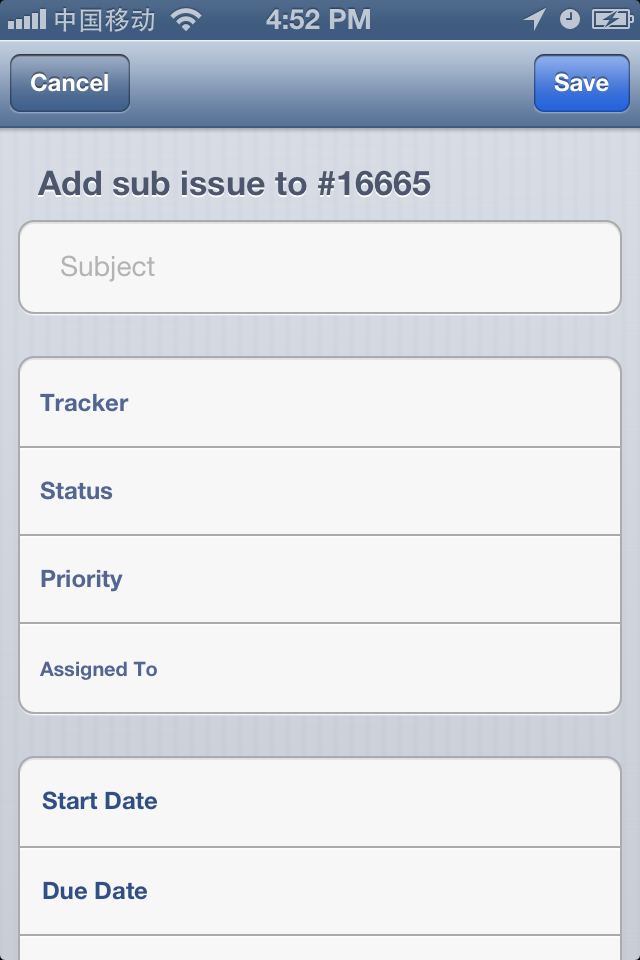 中国移动 4:52 PM
Cancel Save
Add sub issue to #16665
Subject
Tracker
Status
Priority
Assigned To
Start Date
Due Date